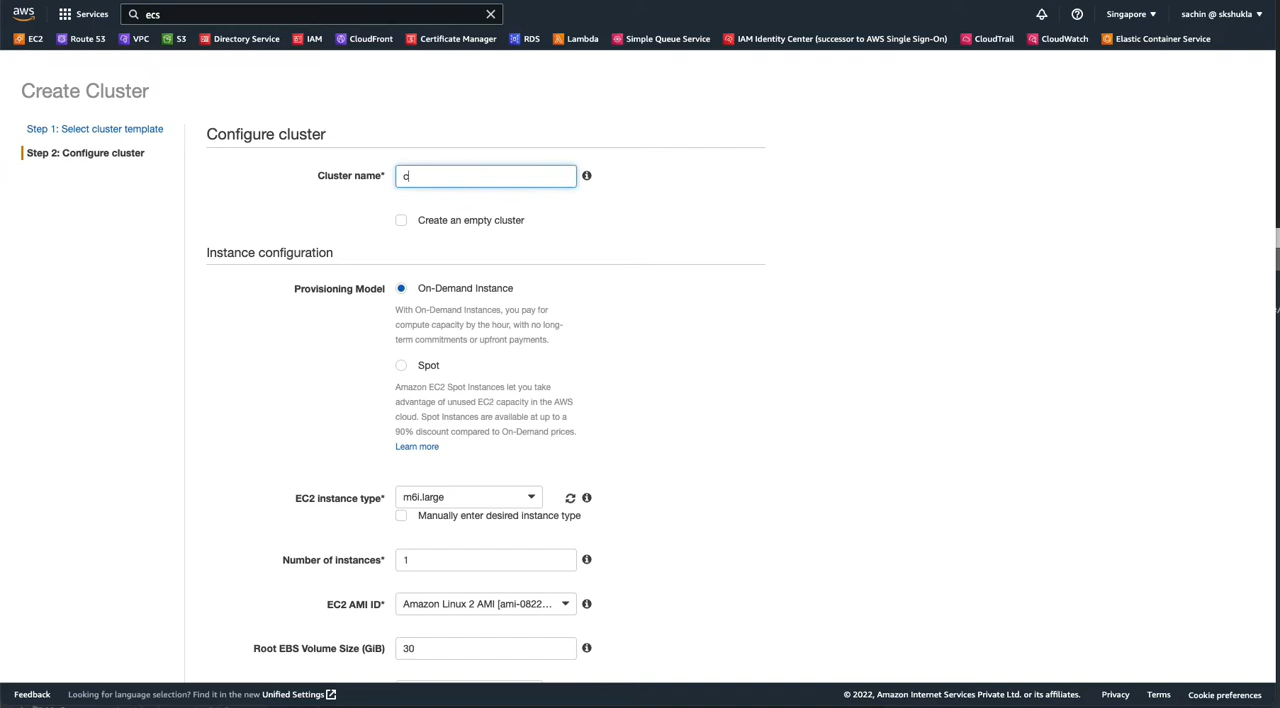 aws Services ecs Singapore sachin @ skshukla
EC2 Route 53 VPC S3 Directory Service IAM CloudFront Certificate Manager RDS Lambda Simple Queue Service IAM Identity Center (successor to AWS Single Sign-On) CloudTrail CloudWatch Elastic Container Service
Create Cluster
Step 1: Select cluster template
Step 2: Configure cluster
Configure cluster
Cluster name* c
Create an empty cluster
Instance configuration
Provisioning Model On-Demand Instance
With On-Demand Instances, you pay for
compute capacity by the hour, with no long-
term commitments or upfront payments.
Spot
Amazon EC2 Spot Instances let you take
advantage of unused EC2 capacity in the AWS
cloud. Spot Instances are available at up to a
90% discount compared to On-Demand prices.
Learn more
EC2 instance type* m6i.large
Manually enter desired instance type
Number of instances* 1
EC2 AMI ID* Amazon Linux 2 AMI [ami-0822...
Root EBS Volume Size (GiB) 30
Feedback Looking for language selection? Find it in the new Unified Settings © 2022, Amazon Internet Services Private Ltd. or its affiliates. Privacy Terms Cookie preferences